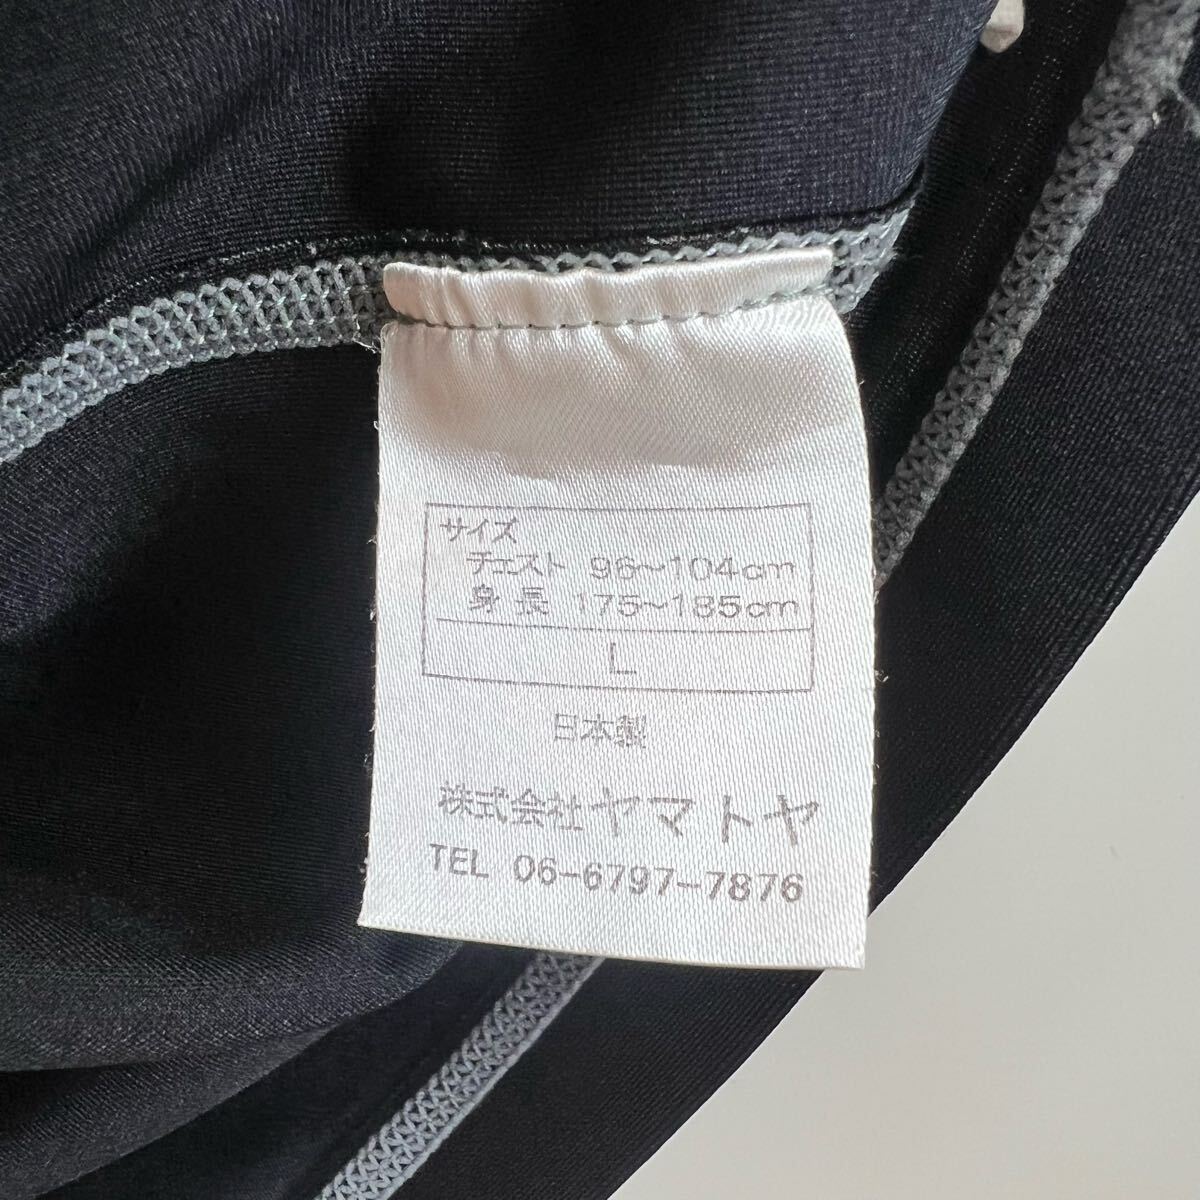 サイズ
チェスト 96~104cm
身長 175~185cm
L
日本製
株式会社ヤマトヤ
TEL 06-6797-7876